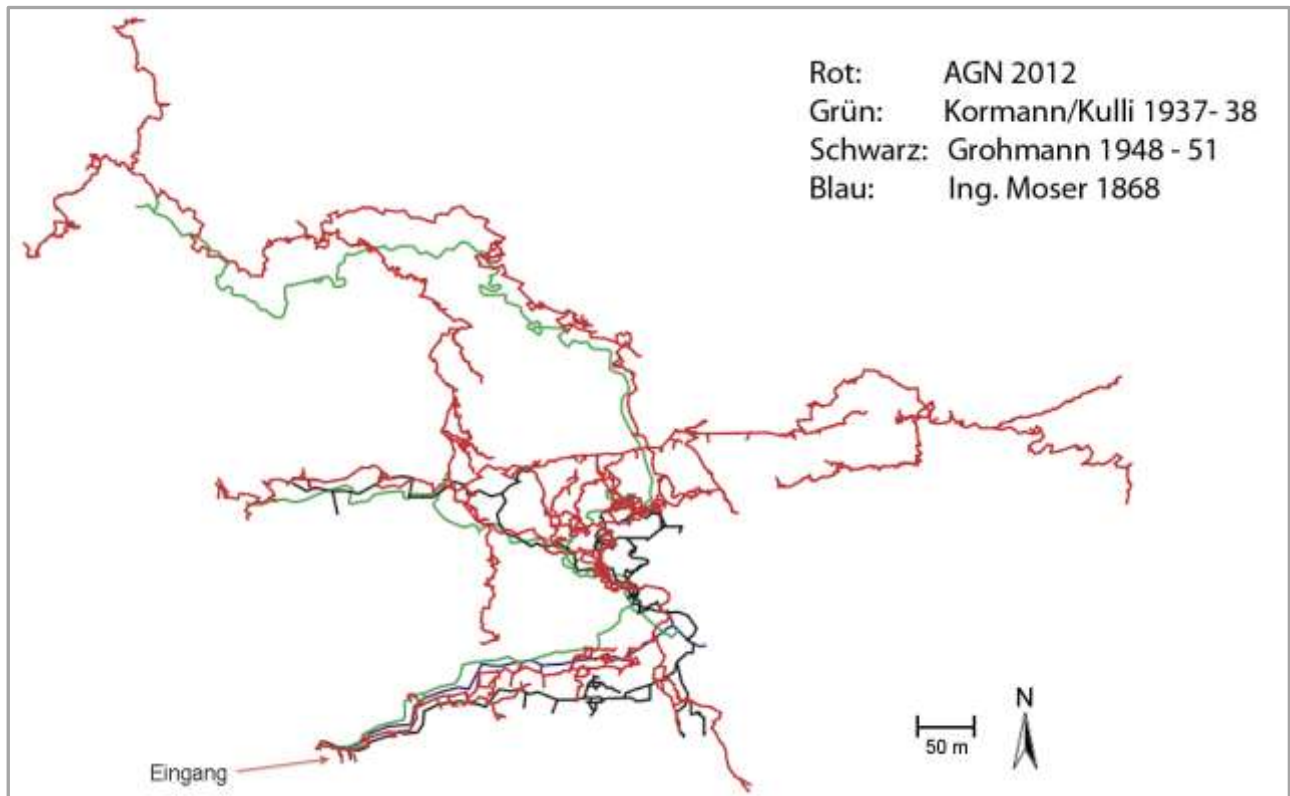 Rot: AGN 2012
Grün: Kormann/Kulli 1937- 38
Schwarz: Grohmann 1948 - 51
Blau: Ing. Moser 1868
N
50 m
Eingang